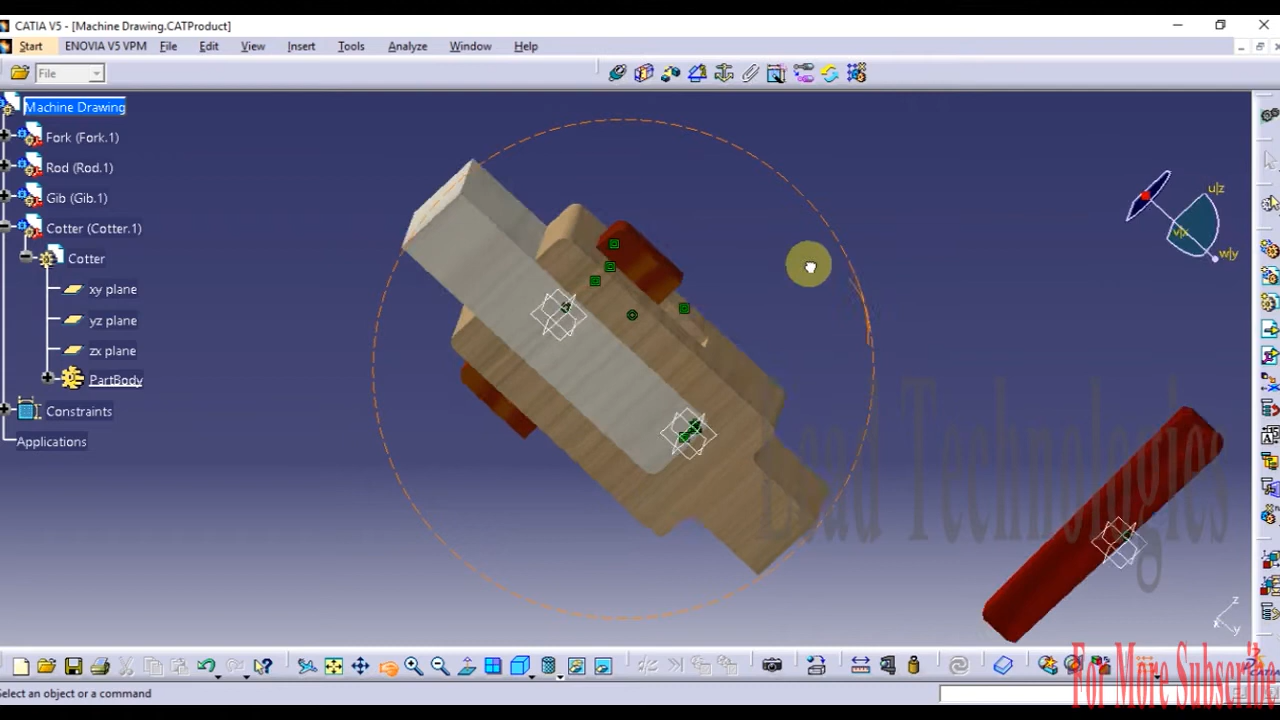 CATIA V5 - [Machine Drawing.CATProduct]
Start ENOVIA V5 VPM File Edit View Insert Tools Analyze Window Help
File
Machine Drawing
Fork (Fork.1)
Rod (Rod.1)
Gib (Gib.1)
Cotter (Cotter.1)
Cotter
xy plane
yz plane
zx plane
PartBody
Constraints
Applications
u|z
v|x
w|y
Lead Technologies
z
x
y
For More Subscribe
Select an object or a command